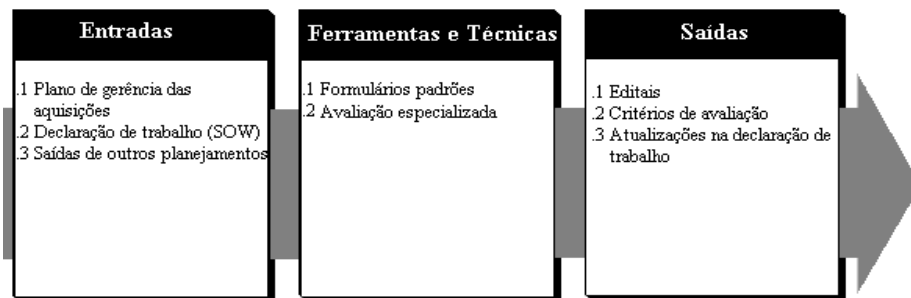 Entradas
.1 Plano de gerência das
aquisições
.2 Declaração de trabalho (SOW)
.3 Saídas de outros planejamentos
Ferramentas e Técnicas
.1 Formulários padrões
.2 Avaliação especializada
Saídas
.1 Editais
.2 Critérios de avaliação
.3 Atualizações na declaração de
trabalho